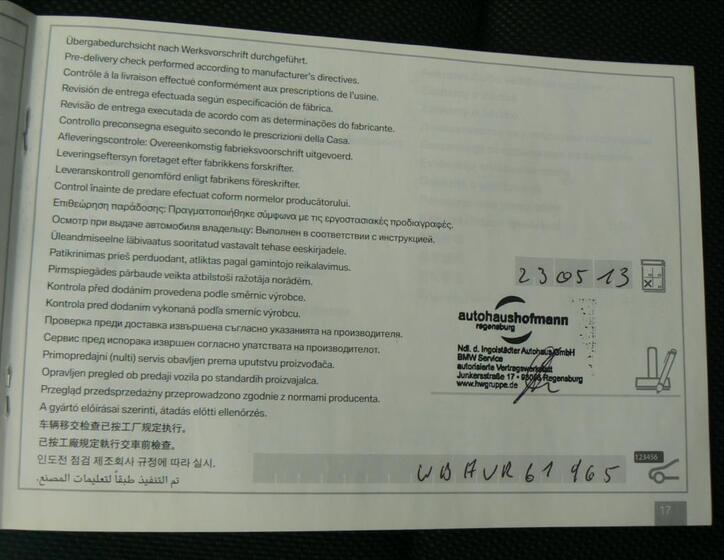 Übergabedurchsicht nach Werksvorschrift durchgeführt.
Pre-delivery check performed according to manufacturer's directives.
Contrôle à la livraison effectué conformément aux prescriptions de l'usine.
Revisión de entrega efectuada según especificación de fábrica.
Revisão de entrega executada de acordo com as determinações do fabricante.
Controllo preconsegna eseguito secondo le prescrizioni della Casa.
Afleveringscontrole: Overeenkomstig fabrieksvoorschrift uitgevoerd.
Leveringseftersyn foretaget efter fabrikkens forskrifter.
Leveranskontroll genomförd enligt fabrikens föreskrifter.
Control înainte de predare efectuat coform normelor producătorului.
Επιθεώρηση παράδοσης: Πραγματοποιήθηκε σύμφωνα με τις εργοστασιακές προδιαγραφές.
Осмотр при выдаче автомобиля владельцу: Выполнен в соответствии с инструкцией.
Üleandmiseelne läbivaatus sooritatud vastavalt tehase eeskirjadele.
Patikrinimas prieš perduodant, atliktas pagal gamintojo reikalavimus.
Pirmspiegādes pārbaude veikta atbilstoši ražotāja norādēm.
Kontrola před dodáním provedena podle směrnic výrobce.
Kontrola pred dodaním vykonaná podľa smerníc výrobcu.
Проверка преди доставка извършена съгласно указанията на производителя.
Сервис пред испорака извршен согласно упатствата на производителот.
Primopredajni (nulti) servis obavljen prema uputstvu proizvođača.
Opravljen pregled ob predaji vozila po standardih proizvajalca.
Przegląd przedsprzedażny przeprowadzono zgodnie z normami producenta.
A gyártó előírásai szerinti, átadás előtti ellenőrzés.
车辆移交检查已按工厂规定执行。
已按工廠規定執行交車前檢查。
인도전 점검 제조회사 규정에 따라 실시.
تم التنفيذ طبقاً لتعليمات المصنع.
230513
autohaushofmann
regensburg
Ndl. d. Ingolstädter Autohaus GmbH
BMW Service
autorisierte Vertragswerkstatt
Junkersstraße 17 • Regensburg
www.hwgruppe.de
123456
WBAVR61965
17